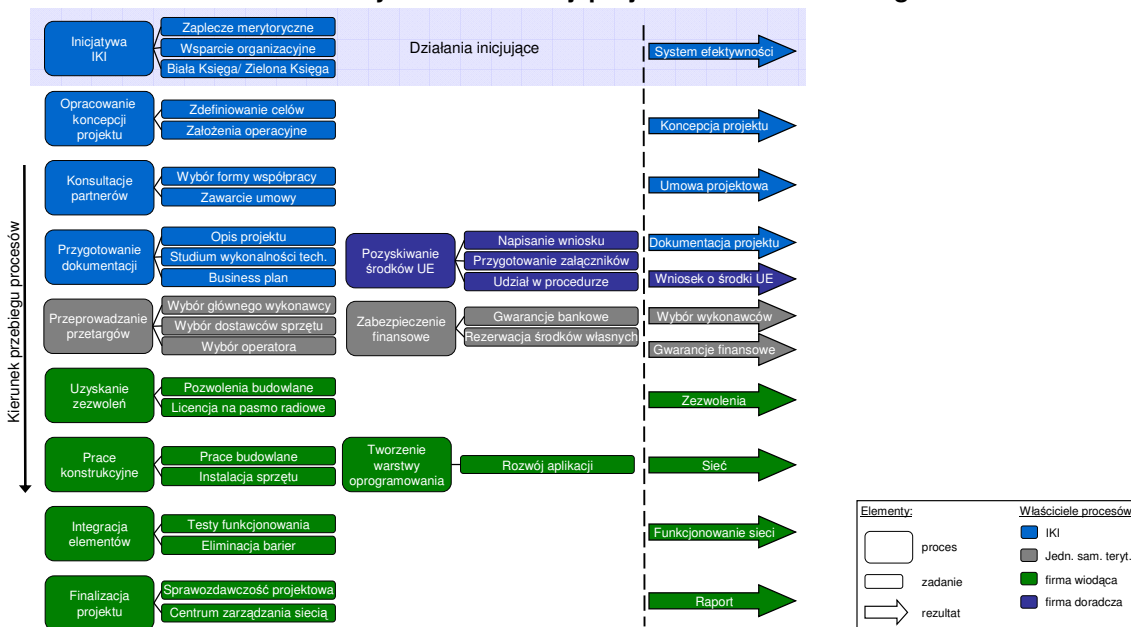 Inicjatywa
IKI
Zaplecze merytoryczne
Wsparcie organizacyjne
Biała Księga/ Zielona Księga
Działania inicjujące
System efektywności
Opracowanie
koncepcji
projektu
Zdefiniowanie celów
Założenia operacyjne
Koncepcja projektu
Kierunek przebiegu procesów
Konsultacje
partnerów
Wybór formy współpracy
Zawarcie umowy
Umowa projektowa
Przygotowanie
dokumentacji
Opis projektu
Studium wykonalności tech.
Business plan
Pozyskiwanie
środków UE
Napisanie wniosku
Przygotowanie załączników
Udział w procedurze
Dokumentacja projektu
Wniosek o środki UE
Przeprowadzanie
przetargów
Wybór głównego wykonawcy
Wybór dostawców sprzętu
Wybór operatora
Zabezpieczenie
finansowe
Gwarancje bankowe
Rezerwacja środków własnych
Wybór wykonawców
Gwarancje finansowe
Uzyskanie
zezwoleń
Pozwolenia budowlane
Licencja na pasmo radiowe
Zezwolenia
Prace
konstrukcyjne
Prace budowlane
Instalacja sprzętu
Tworzenie
warstwy
oprogramowania
Rozwój aplikacji
Sieć
Integracja
elementów
Testy funkcjonowania
Eliminacja barier
Funkcjonowanie sieci
Finalizacja
projektu
Sprawozdawczość projektowa
Centrum zarządzania siecią
Raport
Elementy:
proces
zadanie
rezultat
Właściciele procesów
IKI
Jedn. sam. teryt.
firma wiodąca
firma doradcza